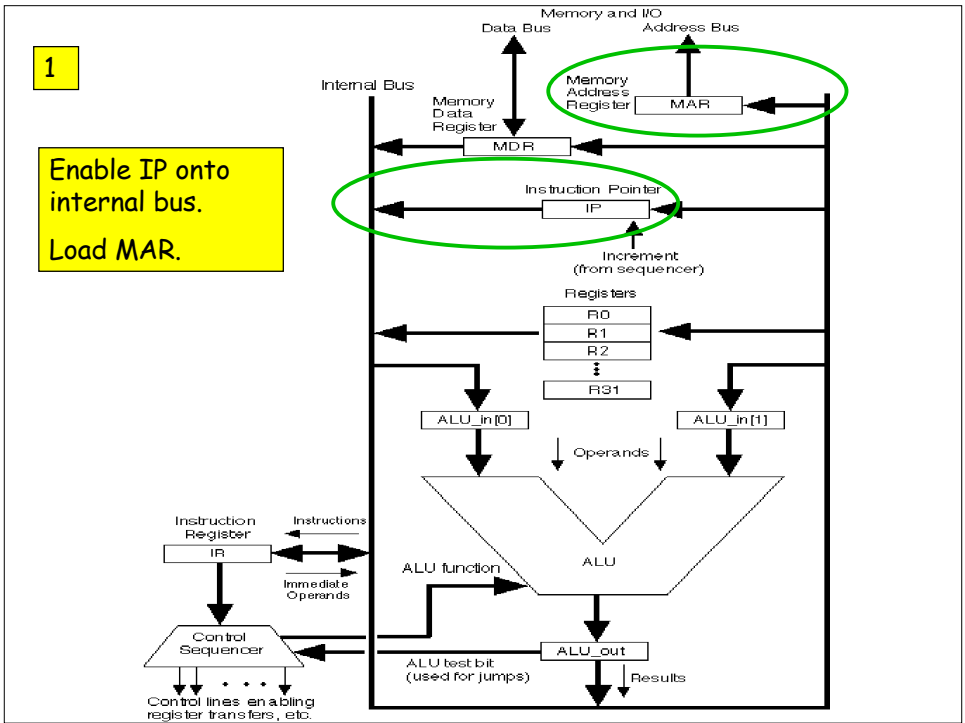 Memory and I/O
Data Bus
Address Bus
1
Internal Bus
Memory
Address
Register
MAR
Memory
Data
Register
MDR
Enable IP onto
internal bus.
Load MAR.
Instruction Pointer
IP
Increment
(from sequencer)
Registers
R0
R1
R2
R31
ALU_in[0]
ALU_in[1]
Operands
Instruction
Register
Instructions
IR
Immediate
Operands
ALU function
ALU
Control
Sequencer
ALU_out
ALU test bit
(used for jumps)
Results
Control lines enabling
register transfers, etc.